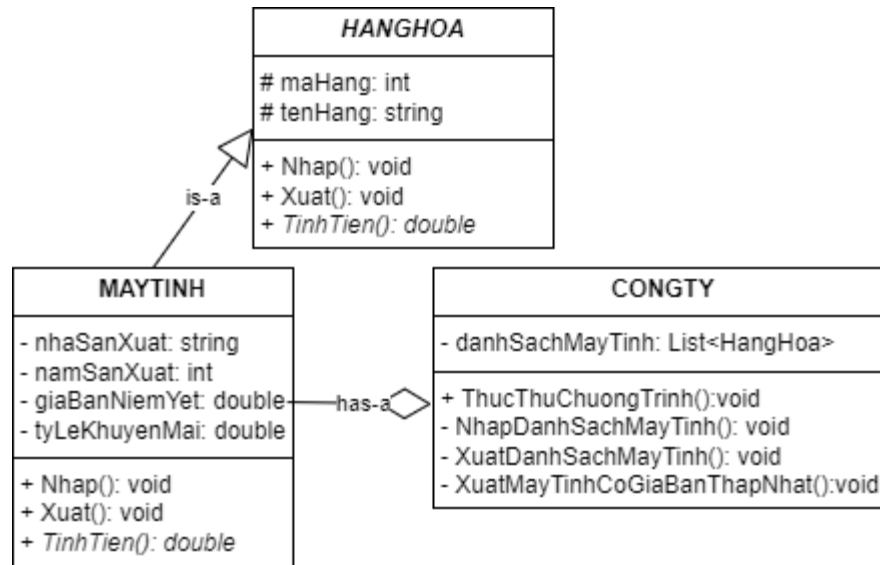 HANGHOA
# maHang: int
# tenHang: string
+ Nhap(): void
+ Xuat(): void
+ TinhTien(): double
is-a
MAYTINH
- nhaSanXuat: string
- namSanXuat: int
- giaBanNiemYet: double
- tyLeKhuyenMai: double
+ Nhap(): void
+ Xuat(): void
+ TinhTien(): double
has-a
CONGTY
- danhSachMayTinh: List<HangHoa>
+ ThucThuChuongTrinh():void
- NhapDanhSachMayTinh(): void
- XuatDanhSachMayTinh(): void
- XuatMayTinhCoGiaBanThapNhat():void